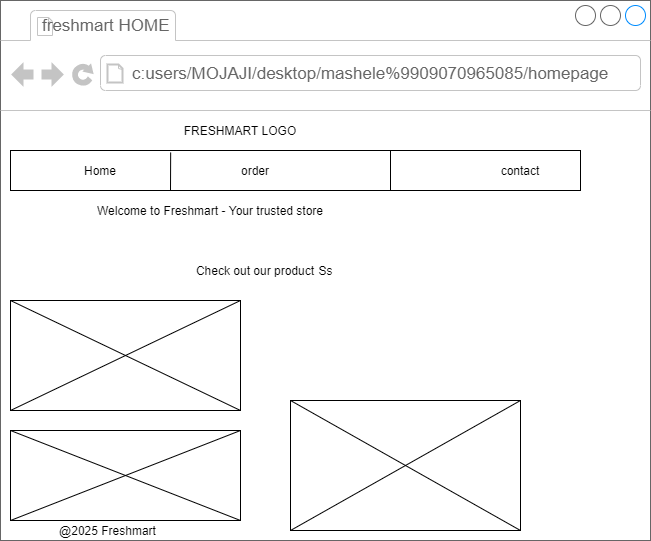 freshmart HOME
c:users/MOJAJI/desktop/mashele%9909070965085/homepage
FRESHMART LOGO
Home order contact
Welcome to Freshmart - Your trusted store
Check out our product Ss
@2025 Freshmart